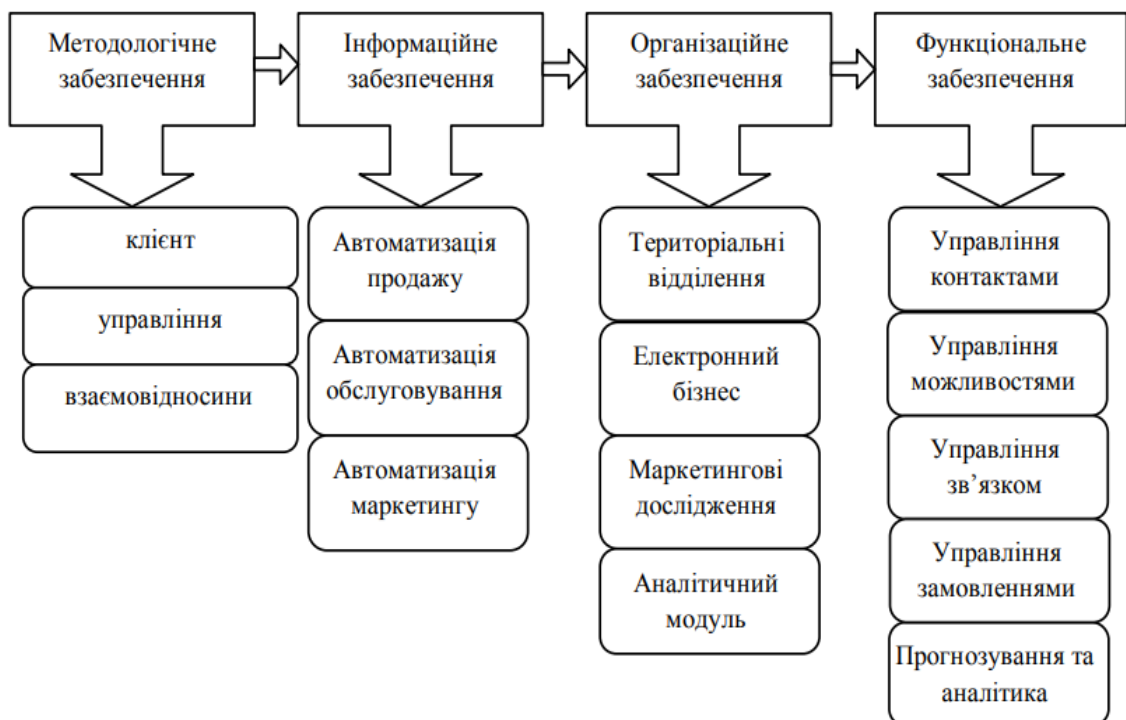 Методологічне
забезпечення
Інформаційне
забезпечення
Організаційне
забезпечення
Функціональне
забезпечення
клієнт
управління
взаємовідносини
Автоматизація
продажу
Автоматизація
обслуговування
Автоматизація
маркетингу
Територіальні
відділення
Електронний
бізнес
Маркетингові
дослідження
Аналітичний
модуль
Управління
контактами
Управління
можливостями
Управління
зв’язком
Управління
замовленнями
Прогнозування та
аналітика